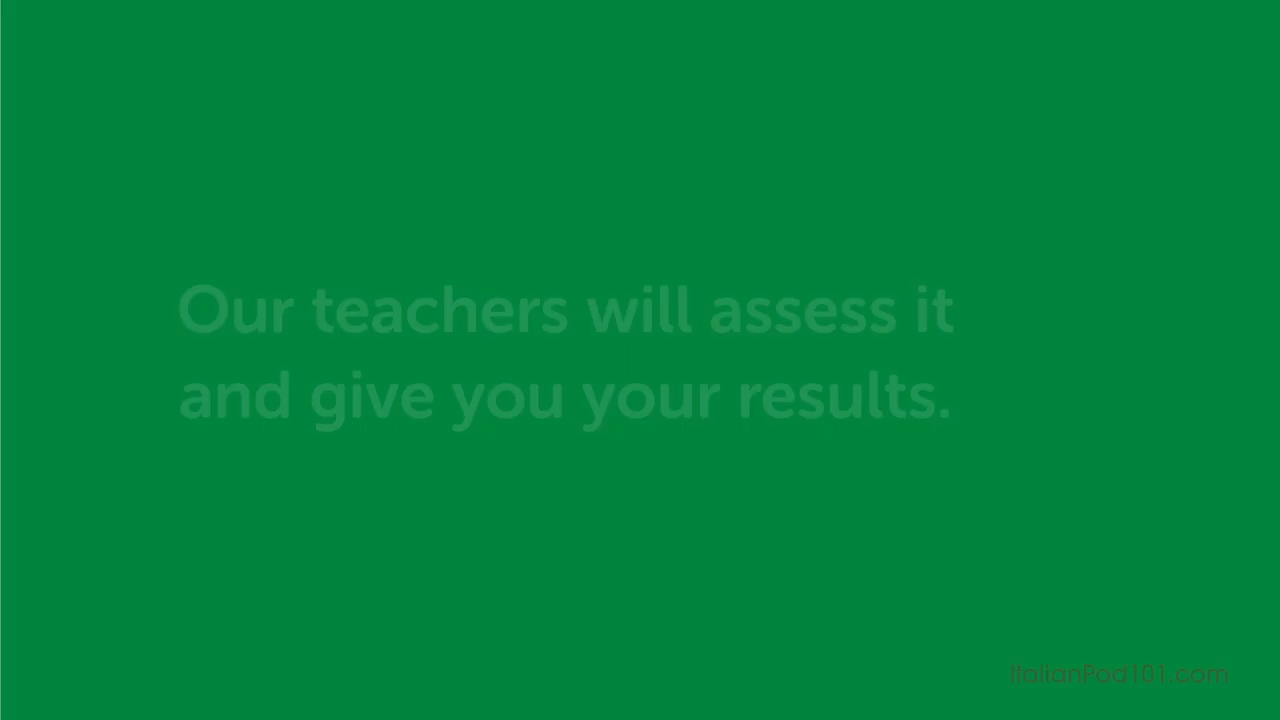 Our teachers will assess it
and give you your results.
ItalianPod101.com